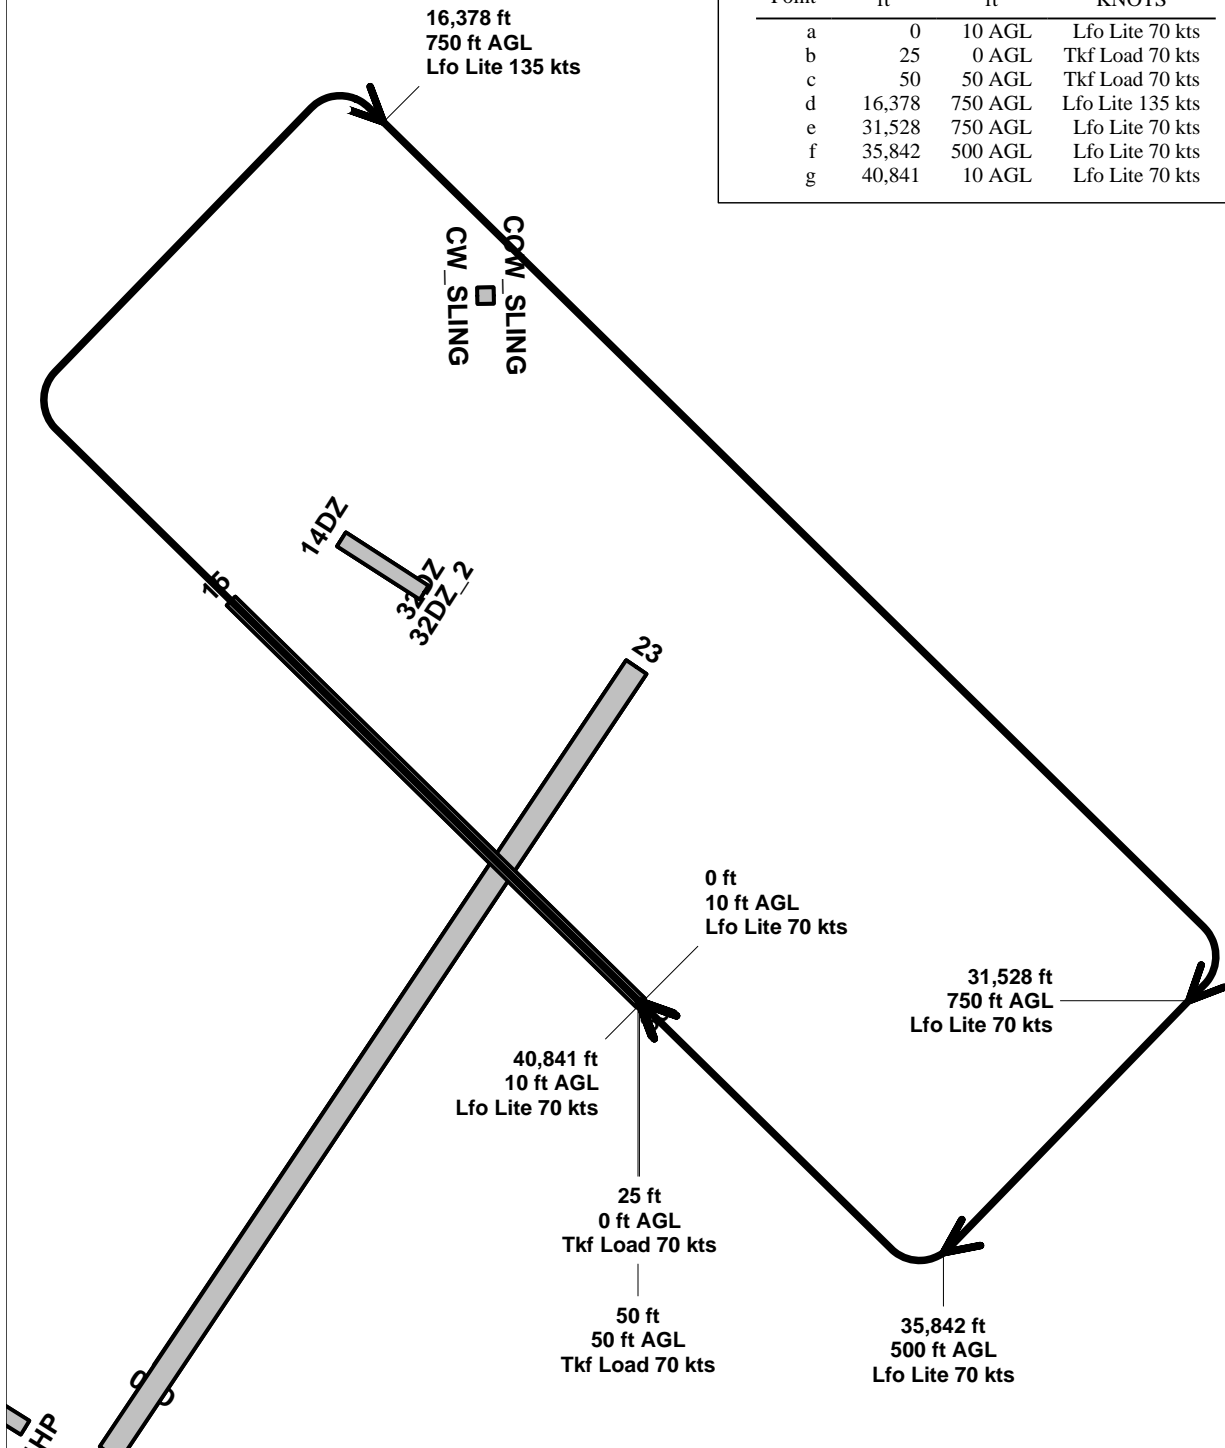 16,378 ft
750 ft AGL
Lfo Lite 135 kts
ft ft KNOTS
a 0 10 AGL Lfo Lite 70 kts
b 25 0 AGL Tkf Load 70 kts
c 50 50 AGL Tkf Load 70 kts
d 16,378 750 AGL Lfo Lite 135 kts
e 31,528 750 AGL Lfo Lite 70 kts
f 35,842 500 AGL Lfo Lite 70 kts
g 40,841 10 AGL Lfo Lite 70 kts
CW_SLING
CCW_SLING
14DZ
32DZ
32DZ_2
15
23
0 ft
10 ft AGL
Lfo Lite 70 kts
31,528 ft
750 ft AGL
Lfo Lite 70 kts
40,841 ft
10 ft AGL
Lfo Lite 70 kts
25 ft
0 ft AGL
Tkf Load 70 kts
50 ft
50 ft AGL
Tkf Load 70 kts
35,842 ft
500 ft AGL
Lfo Lite 70 kts